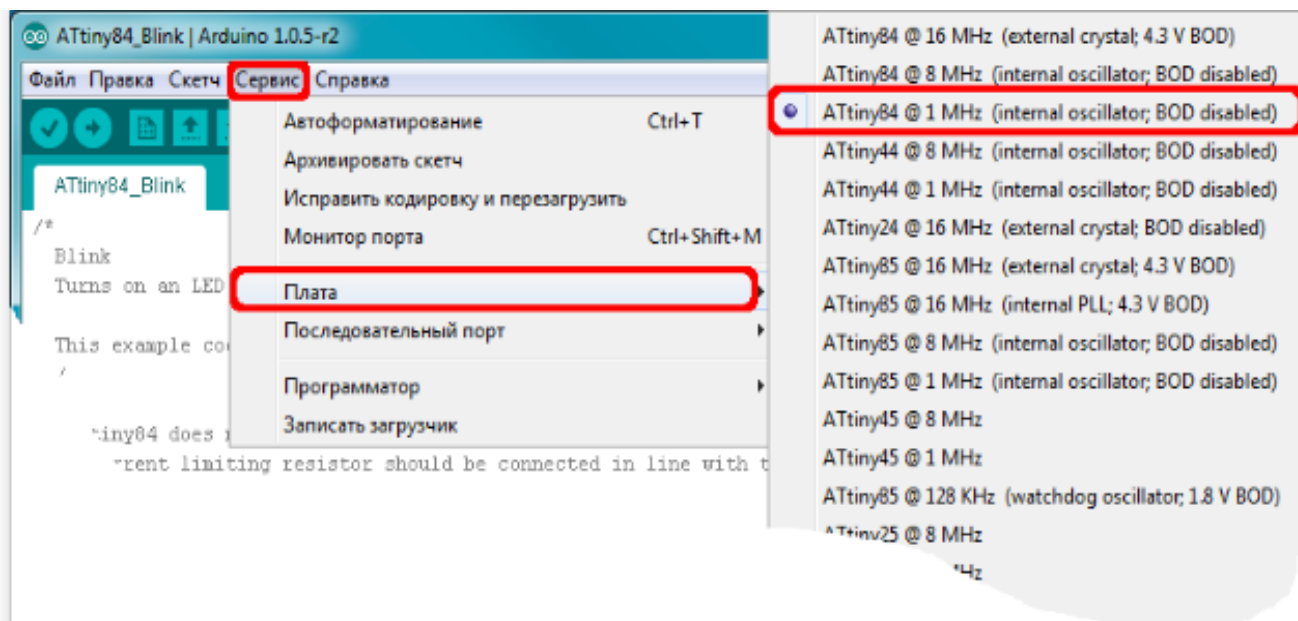 ATtiny84_Blink | Arduino 1.0.5-r2
Файл Правка Скетч Сервис Справка
Автоформатирование Ctrl+T
Архивировать скетч
Исправить кодировку и перезагрузить
Монитор порта Ctrl+Shift+M
Плата
Последовательный порт
Программатор
Записать загрузчик
ATtiny84 @ 16 MHz (external crystal; 4.3 V BOD)
ATtiny84 @ 8 MHz (internal oscillator; BOD disabled)
ATtiny84 @ 1 MHz (internal oscillator; BOD disabled)
ATtiny44 @ 8 MHz (internal oscillator; BOD disabled)
ATtiny44 @ 1 MHz (internal oscillator; BOD disabled)
ATtiny24 @ 16 MHz (external crystal; BOD disabled)
ATtiny85 @ 16 MHz (external crystal; 4.3 V BOD)
ATtiny85 @ 16 MHz (internal PLL; 4.3 V BOD)
ATtiny85 @ 8 MHz (internal oscillator; BOD disabled)
ATtiny85 @ 1 MHz (internal oscillator; BOD disabled)
ATtiny45 @ 8 MHz
ATtiny45 @ 1 MHz
ATtiny85 @ 128 KHz (watchdog oscillator; 1.8 V BOD)
ATtiny25 @ 8 MHz
ATtiny84_Blink
/*
Blink
Turns on an LED
This example
/
iny84 does
rent limiting resistor should be connected in line with